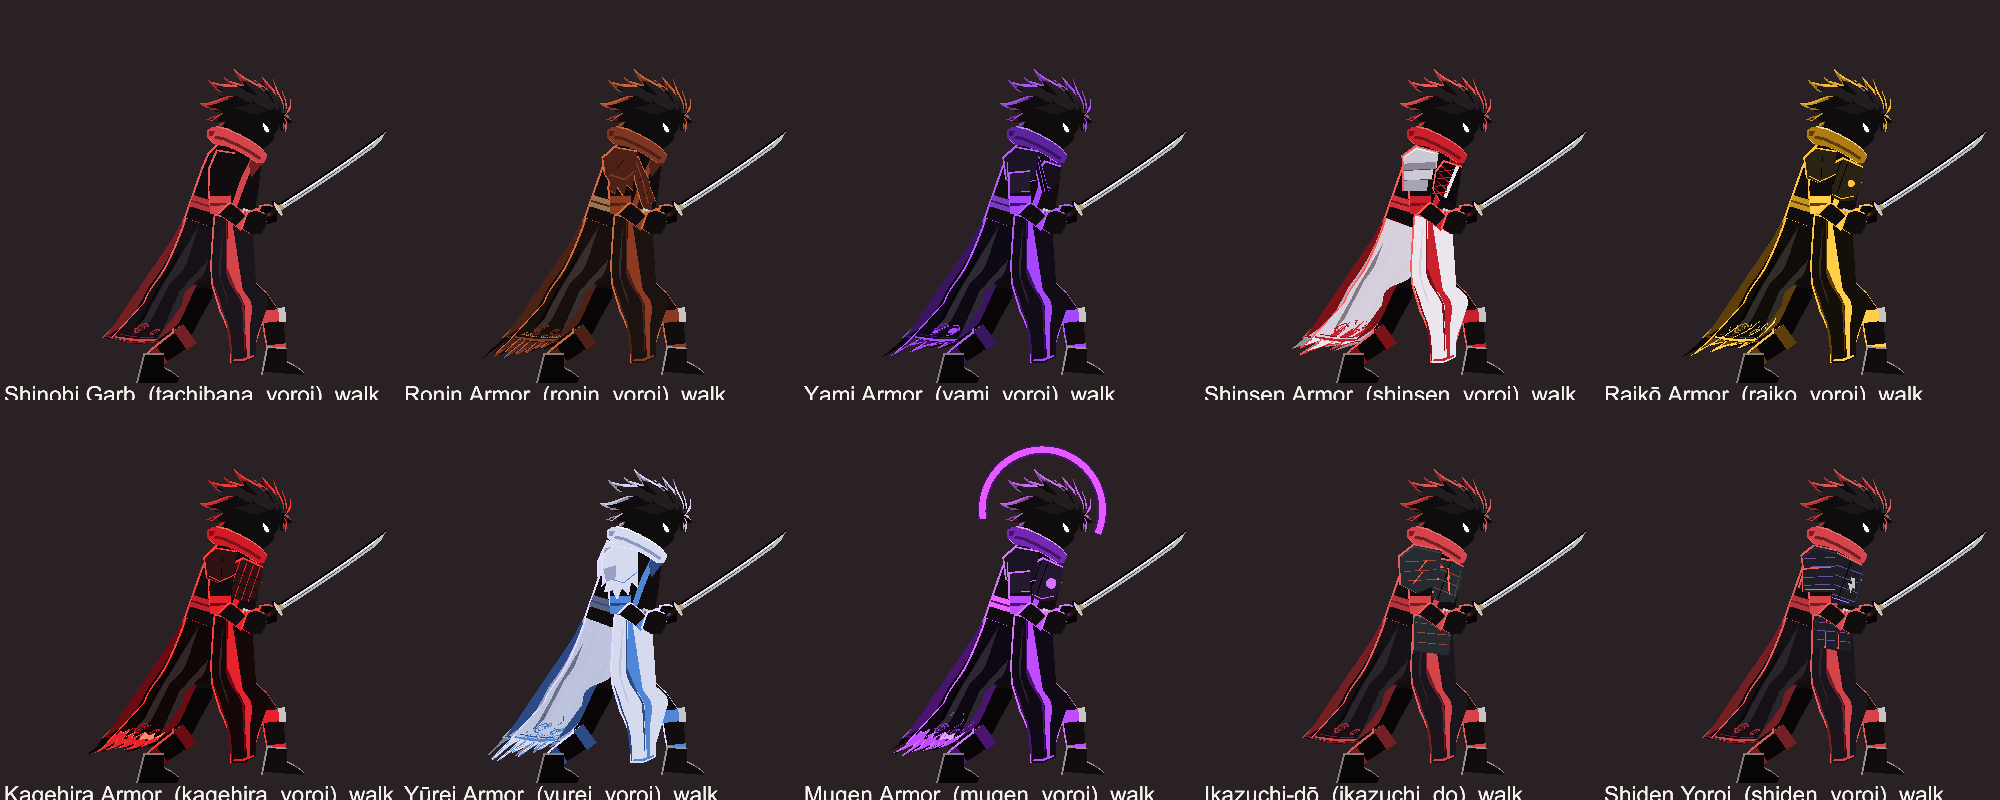 Shinobi Garb (tachibana_yoroi) walk
Ronin Armor (ronin_yoroi) walk
Yami Armor (yami_yoroi) walk
Shinsen Armor (shinsen_yoroi) walk
Raikō Armor (raiko_yoroi) walk
Kagehira Armor (kagehira_yoroi) walk
Yūrei Armor (yurei_yoroi) walk
Mugen Armor (mugen_yoroi) walk
Ikazuchi-dō (ikazuchi_do) walk
Shiden Yoroi (shiden_yoroi) walk